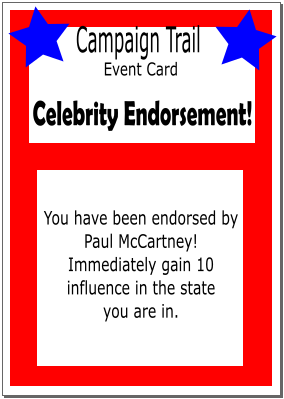 Campaign Trail
Event Card
Celebrity Endorsement!
You have been endorsed by
Paul McCartney!
Immediately gain 10
influence in the state
you are in.